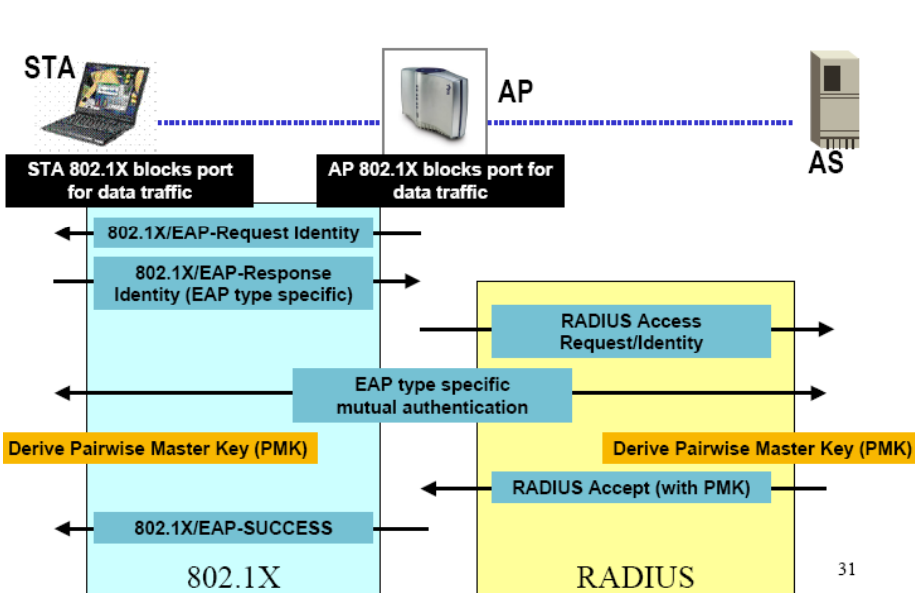 STA
AP
AS
STA 802.1X blocks port
for data traffic
AP 802.1X blocks port for
data traffic
802.1X/EAP-Request Identity
802.1X/EAP-Response
Identity (EAP type specific)
RADIUS Access
Request/Identity
EAP type specific
mutual authentication
Derive Pairwise Master Key (PMK)
Derive Pairwise Master Key (PMK)
RADIUS Accept (with PMK)
802.1X/EAP-SUCCESS
802.1X
RADIUS
31